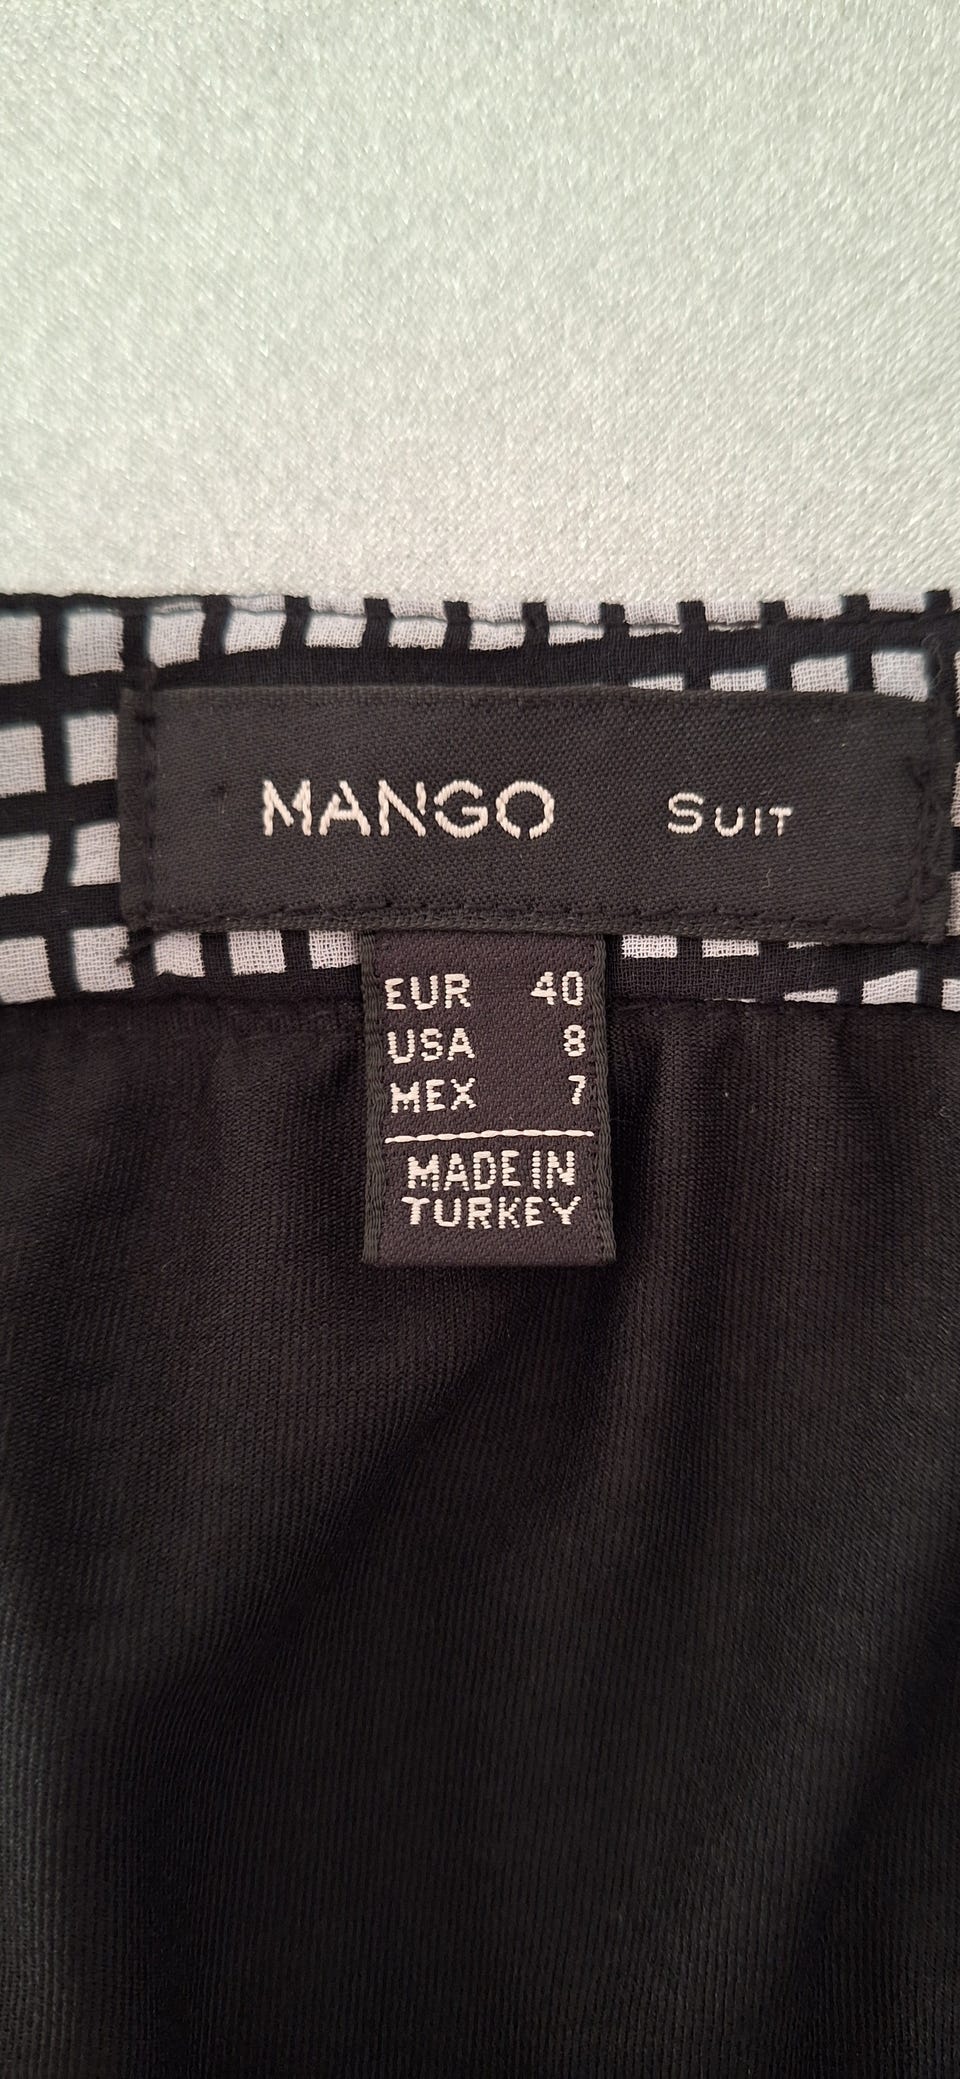 MANGO SUIT
EUR 40
USA 8
MEX 7
MADE IN
TURKEY